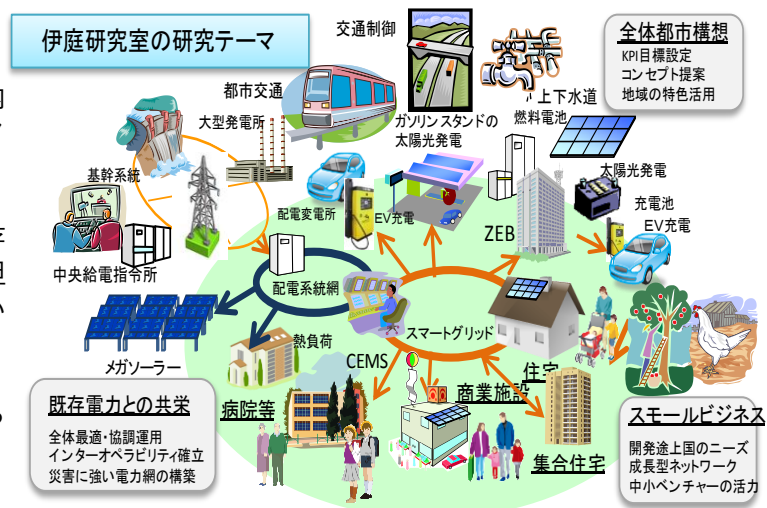 伊庭研究室の研究テーマ
交通制御
全体都市構想
KPI目標設定
コンセプト提案
地域の特色活用
都市交通
上下水道
燃料電池
大型発電所
ガソリンスタンドの
太陽光発電
基幹系統
太陽光発電
充電池
EV充電
配電変電所
EV充電
ZEB
中央給電指令所
配電系統網
スマートグリッド
メガソーラー
熱負荷
CEMS
住宅
商業施設
病院等
集合住宅
既存電力との共栄
全体最適・協調運用
インターオペラビリティ確立
災害に強い電力網の構築
スモールビジネス
開発途上国のニーズ
成長型ネットワーク
中小ベンチャーの活力